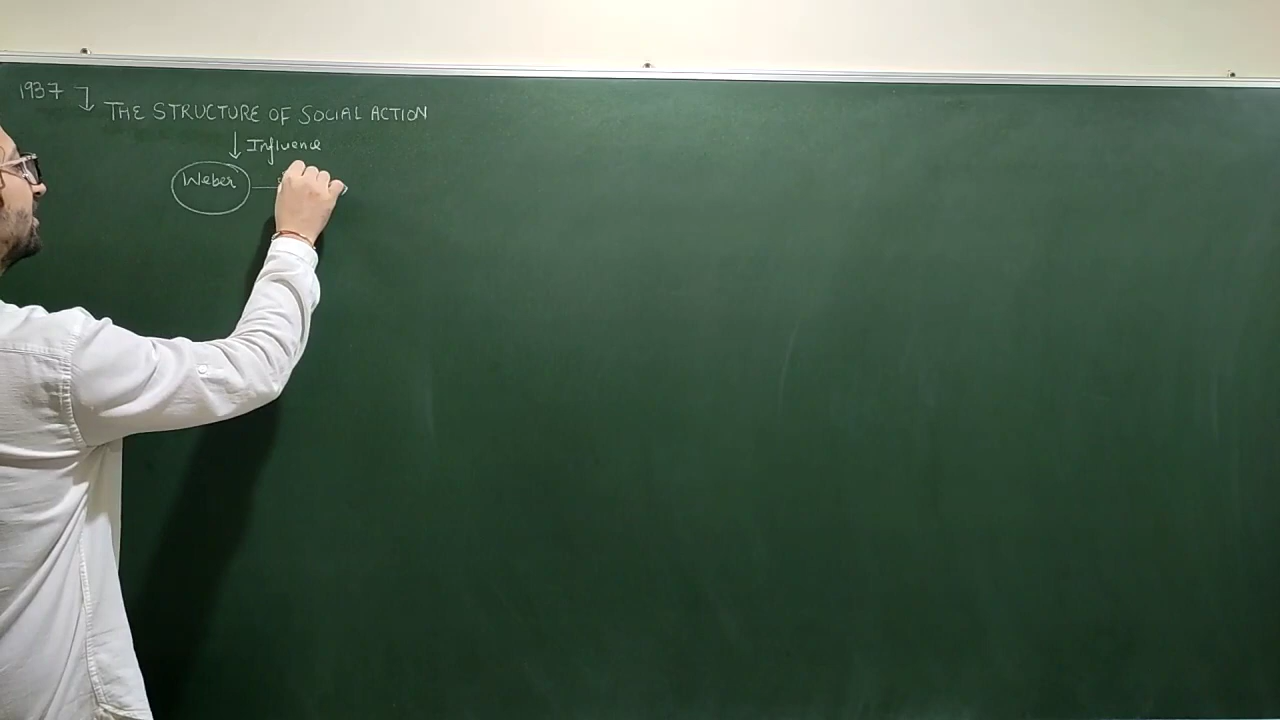 1937
THE STRUCTURE OF SOCIAL ACTION
Influence
Weber